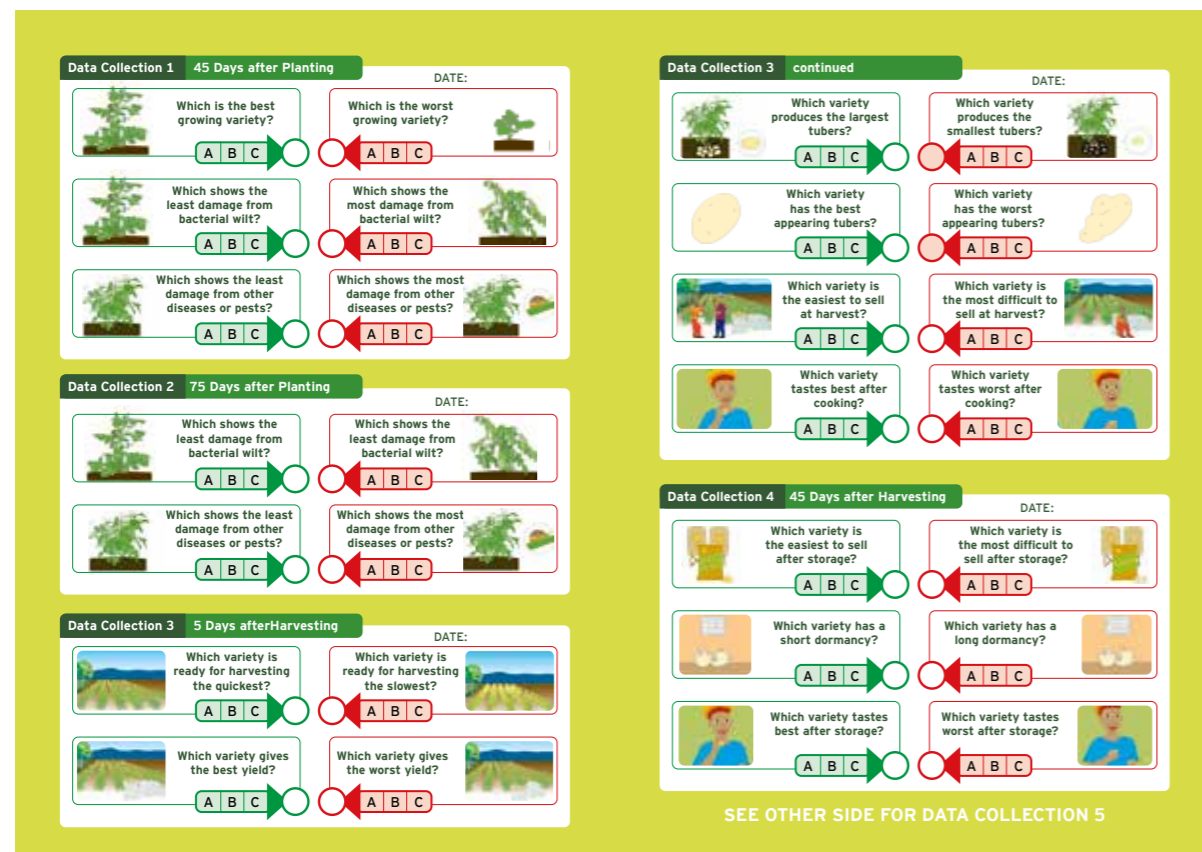 Data Collection 1 45 Days after Planting
DATE:
Which is the best
growing variety?
A B C
Which is the worst
growing variety?
A B C
Which shows the
least damage from
bacterial wilt?
A B C
Which shows the
most damage from
bacterial wilt?
A B C
Which shows the least
damage from other
diseases or pests?
A B C
Which shows the most
damage from other
diseases or pests?
A B C
Data Collection 2 75 Days after Planting
DATE:
Which shows the
least damage from
bacterial wilt?
A B C
Which shows the
least damage from
bacterial wilt?
A B C
Which shows the least
damage from other
diseases or pests?
A B C
Which shows the most
damage from other
diseases or pests?
A B C
Data Collection 3 5 Days afterHarvesting
DATE:
Which variety is
ready for harvesting
the quickest?
A B C
Which variety is
ready for harvesting
the slowest?
A B C
Which variety gives
the best yield?
A B C
Which variety gives
the worst yield?
A B C
Data Collection 3 continued
DATE:
Which variety
produces the largest
tubers?
A B C
Which variety
produces the
smallest tubers?
A B C
Which variety
has the best
appearing tubers?
A B C
Which variety
has the worst
appearing tubers?
A B C
Which variety is
the easiest to sell
at harvest?
A B C
Which variety is
the most difficult to
sell at harvest?
A B C
Which variety
tastes best after
cooking?
A B C
Which variety
tastes worst after
cooking?
A B C
Data Collection 4 45 Days after Harvesting
DATE:
Which variety is
the easiest to sell
after storage?
A B C
Which variety is
the most difficult to
sell after storage?
A B C
Which variety has a
short dormancy?
A B C
Which variety has a
long dormancy?
A B C
Which variety tastes
best after storage?
A B C
Which variety tastes
worst after storage?
A B C
SEE OTHER SIDE FOR DATA COLLECTION 5